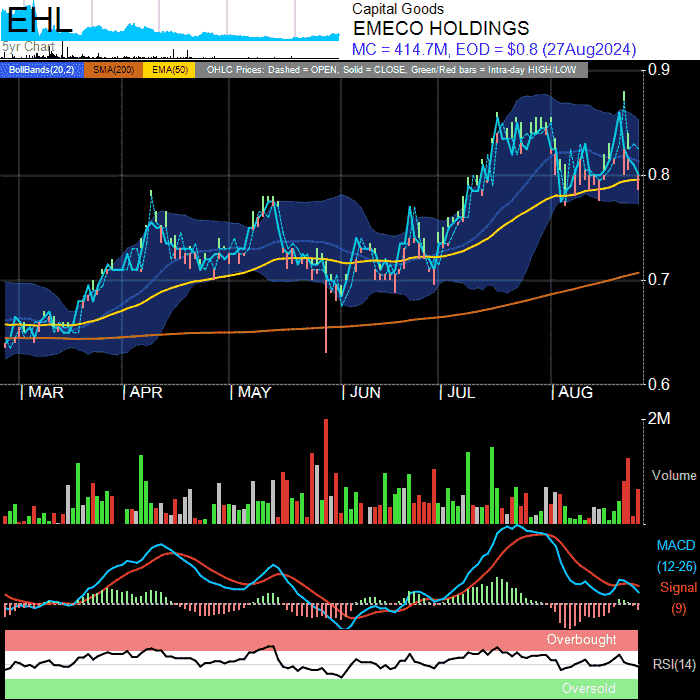 EHL
5yr Chart
Capital Goods
EMECO HOLDINGS
MC = 414.7M, EOD = $0.8 (27Aug2024)
BollBands(20,2) SMA(200) EMA(50) OHLC Prices: Dashed = OPEN, Solid = CLOSE, Green/Red bars = Intra-day HIGH/LOW
0.9
0.8
0.7
0.6
MAR APR MAY JUN JUL AUG
2M
Volume
MACD
(12-26)
Signal
(9)
Overbought
RSI(14)
Oversold